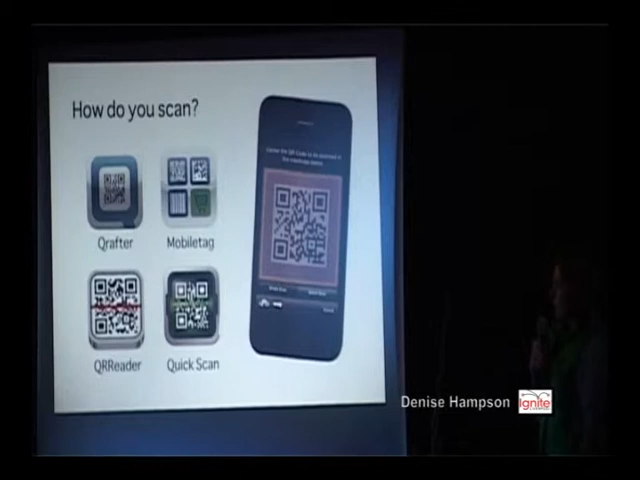 How do you scan?
Qrafter
Mobiletag
QRReader
Quick Scan
Denise Hampson
Ignite